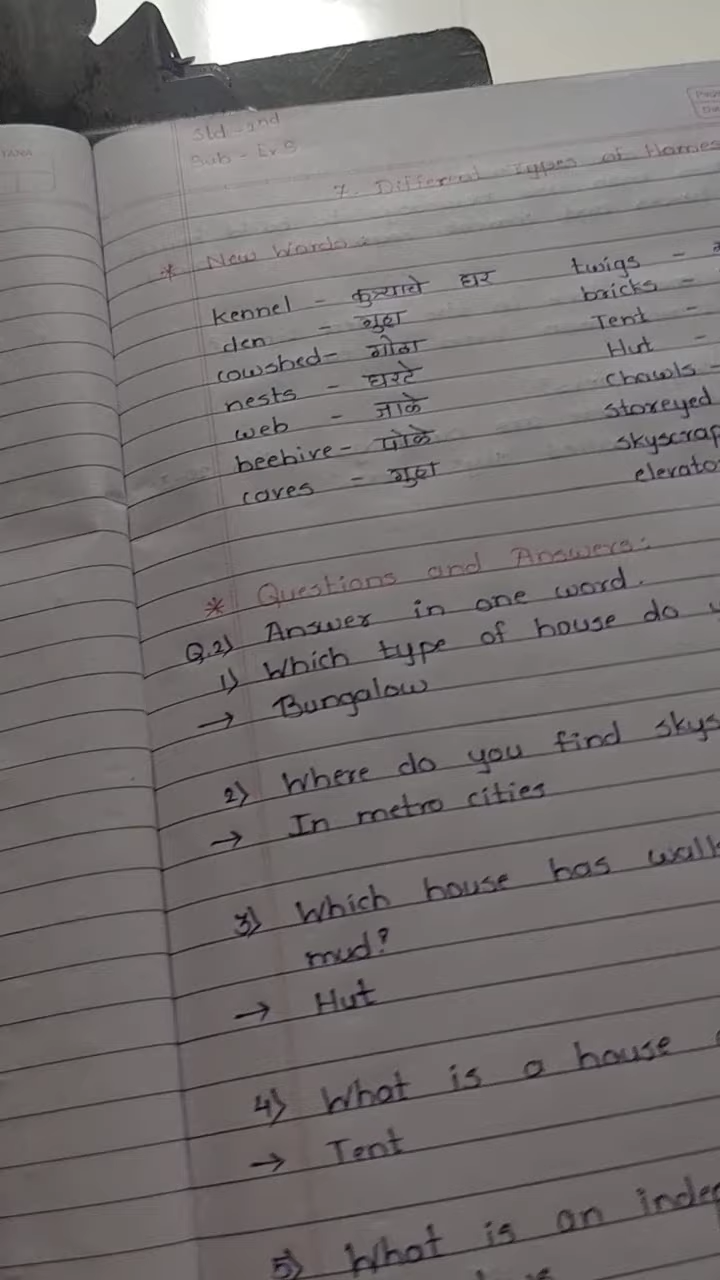 Std - 2nd
Sub - EVS
7. Different Types of Homes
* New Words :
kennel - कुत्र्याचे घर twigs -
den - गुहा bricks -
cowshed - गोठा Tent -
nests - घरटे Hut -
web - जाळे chawls -
beehive - पोळे storeyed
caves - गुहा skyscrap
elevato
* Questions and Answers :
Q.2) Answer in one word.
1) Which type of house do
→ Bungalow
2) Where do you find skys
→ In metro cities
3) Which house has wall
mud?
→ Hut
4) What is a house
→ Tent
5) What is an indep